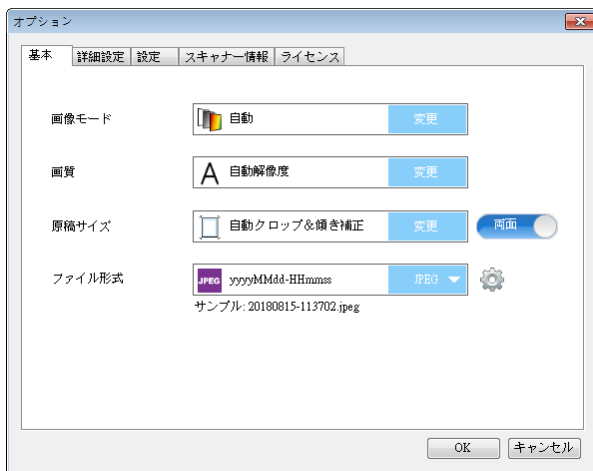 オプション
基本 詳細設定 設定 スキャナー情報 ライセンス
画像モード 自動 変更
画質 A 自動解像度 変更
原稿サイズ 自動クロップ&傾き補正 変更 両面
ファイル形式 JPEG yyyyMMdd-HHmmss JPEG
サンプル: 20180815-113702.jpeg
OK キャンセル